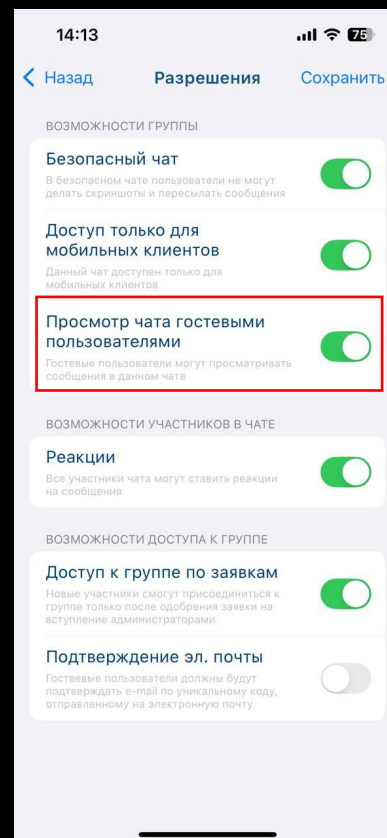 14:13
75
Назад
Разрешения
Сохранить
ВОЗМОЖНОСТИ ГРУППЫ
Безопасный чат
В безопасном чате пользователи не могут
делать скриншоты и пересылать сообщения
Доступ только для
мобильных клиентов
Данный чат доступен только для
мобильных клиентов
Просмотр чата гостевыми
пользователями
Гостевые пользователи могут просматривать
сообщения в данном чате
ВОЗМОЖНОСТИ УЧАСТНИКОВ В ЧАТЕ
Реакции
Все участники чата могут ставить реакции
на сообщения
ВОЗМОЖНОСТИ ДОСТУПА К ГРУППЕ
Доступ к группе по заявкам
Новые участники смогут присоединиться к
группе только после одобрения заявки на
вступление администраторами
Подтверждение эл. почты
Гоствевые пользователи должны будут
подтверждать e-mail по уникальному коду,
отправленному на электронную почту